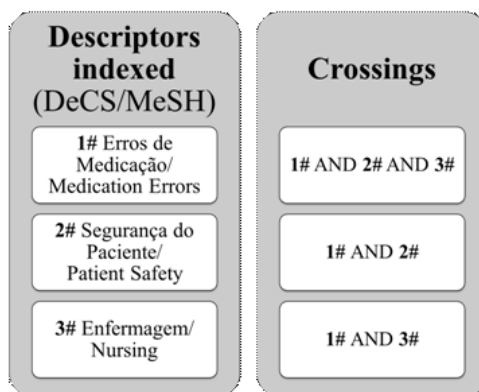 Descriptors
indexed
(DeCS/MeSH)
1# Erros de
Medicação/
Medication Errors
2# Segurança do
Paciente/
Patient Safety
3# Enfermagem/
Nursing
Crossings
1# AND 2# AND 3#
1# AND 2#
1# AND 3#